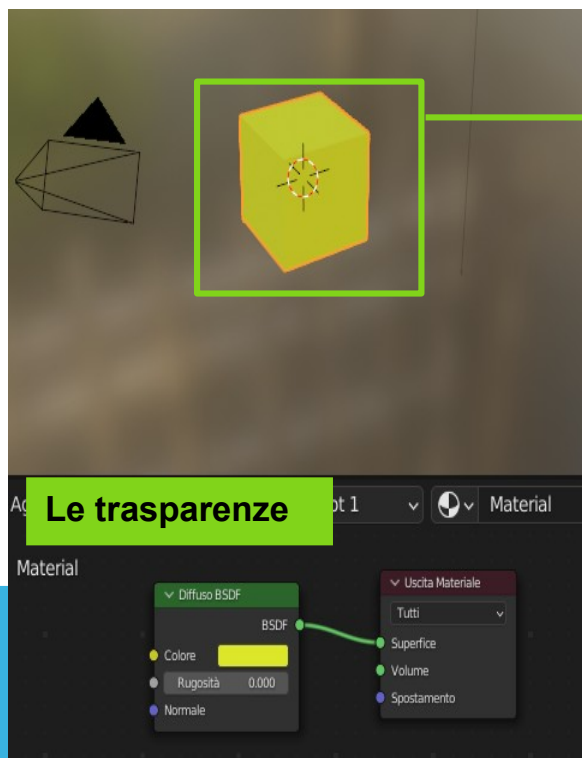 Le trasparenze
Material
Material
Diffuso BSDF
BSDF
Colore
Rugosità 0.000
Normale
Uscita Materiale
Tutti
Superfice
Volume
Spostamento